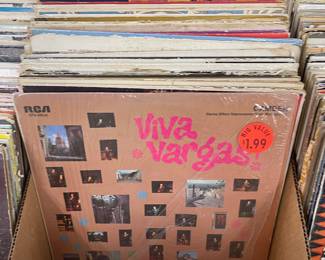 RCA
CAMDEN
Viva
Vargas!
BIG VALUE
$1.99